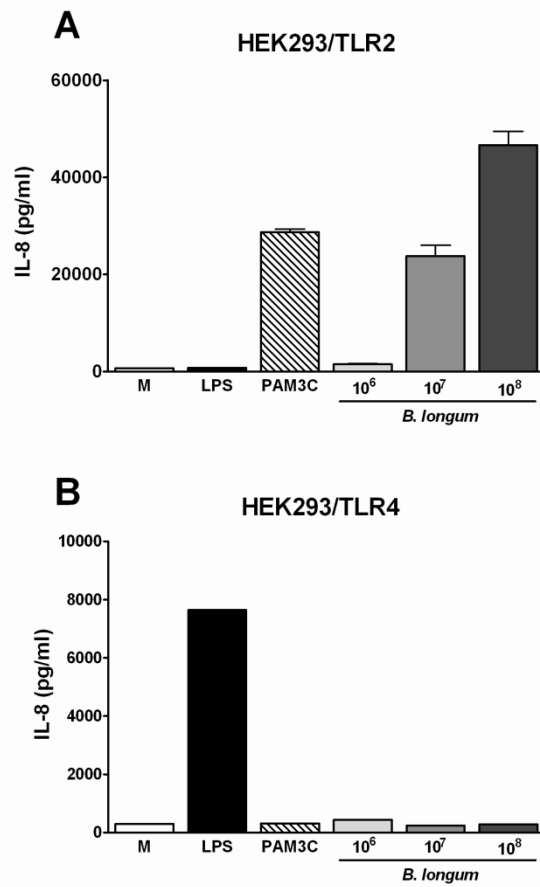 A
HEK293/TLR2
IL-8 (pg/ml)
60000
40000
20000
0
M LPS PAM3C 10⁶ 10⁷ 10⁸
B. longum
B
HEK293/TLR4
IL-8 (pg/ml)
10000
8000
6000
4000
2000
0
M LPS PAM3C 10⁶ 10⁷ 10⁸
B. longum